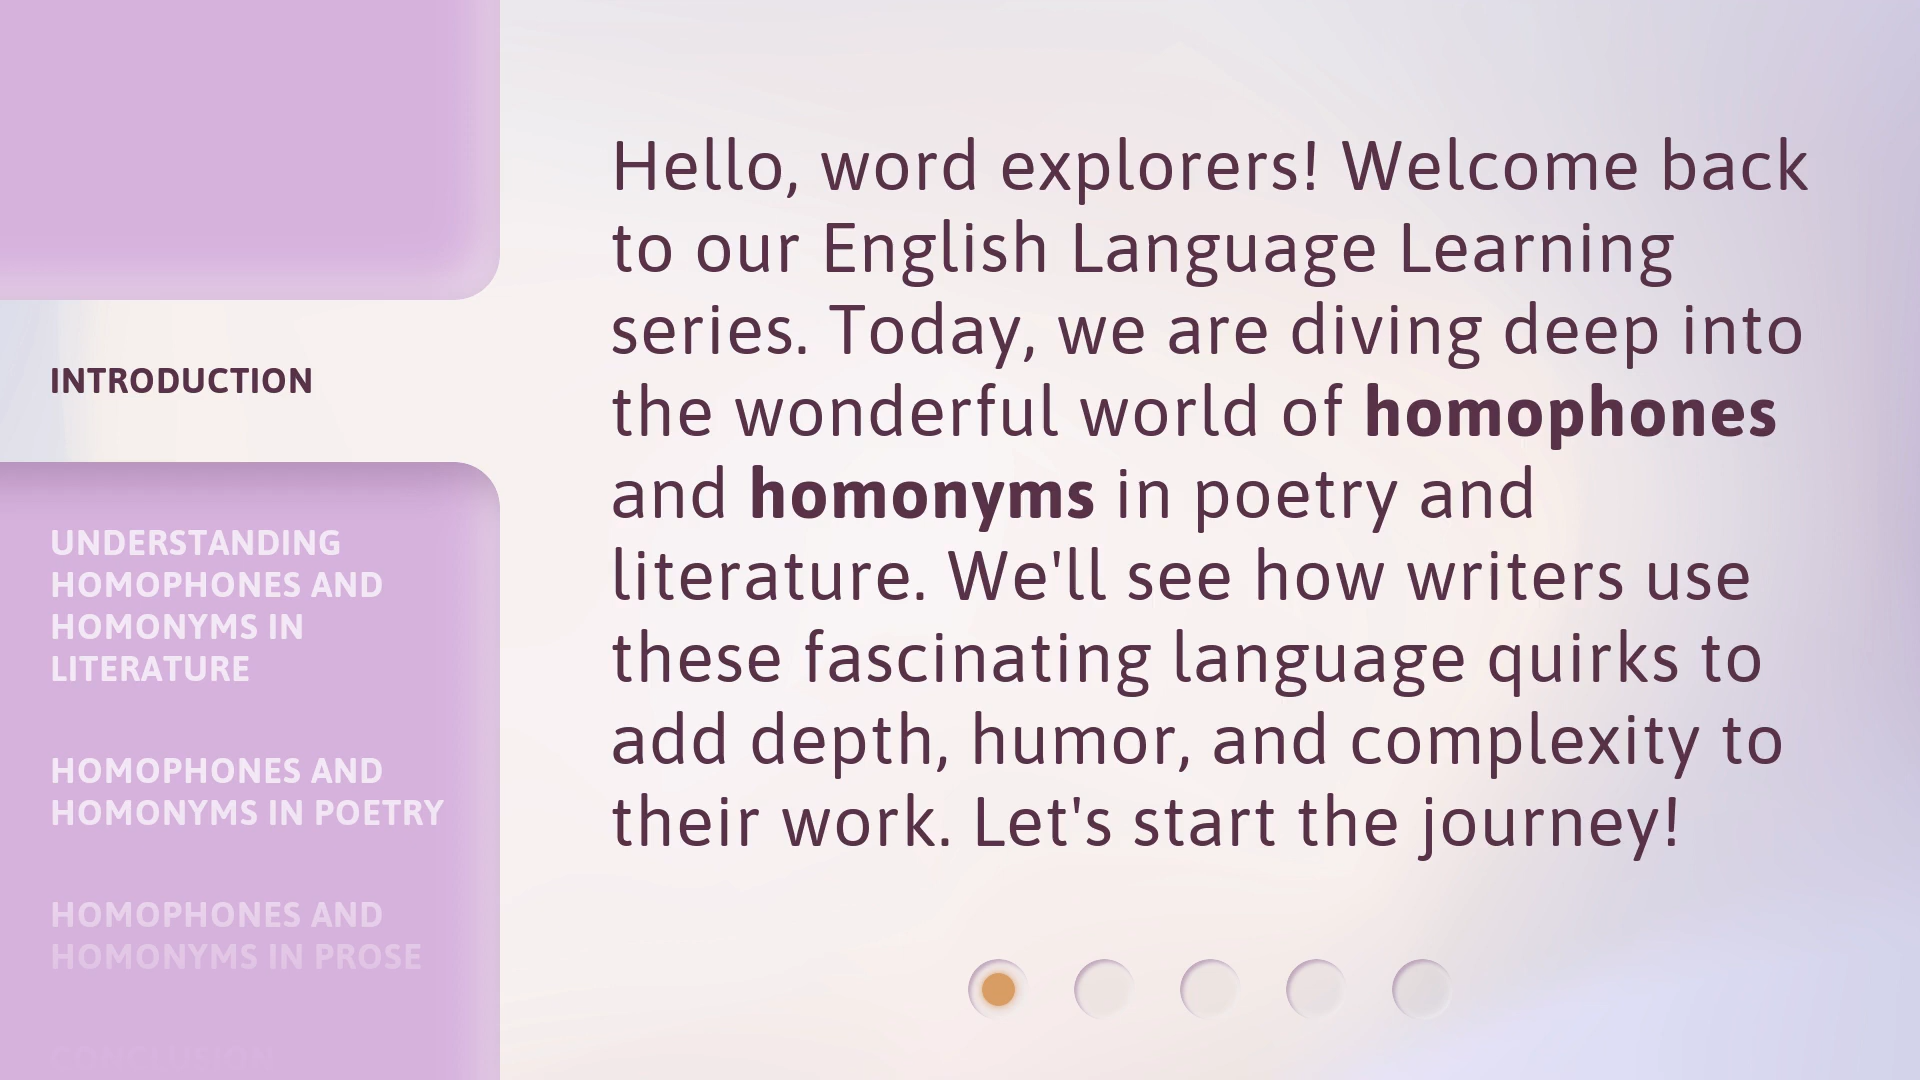 INTRODUCTION
UNDERSTANDING
HOMOPHONES AND
HOMONYMS IN
LITERATURE
HOMOPHONES AND
HOMONYMS IN POETRY
HOMOPHONES AND
HOMONYMS IN PROSE
CONCLUSION
Hello, word explorers! Welcome back
to our English Language Learning
series. Today, we are diving deep into
the wonderful world of homophones
and homonyms in poetry and
literature. We'll see how writers use
these fascinating language quirks to
add depth, humor, and complexity to
their work. Let's start the journey!